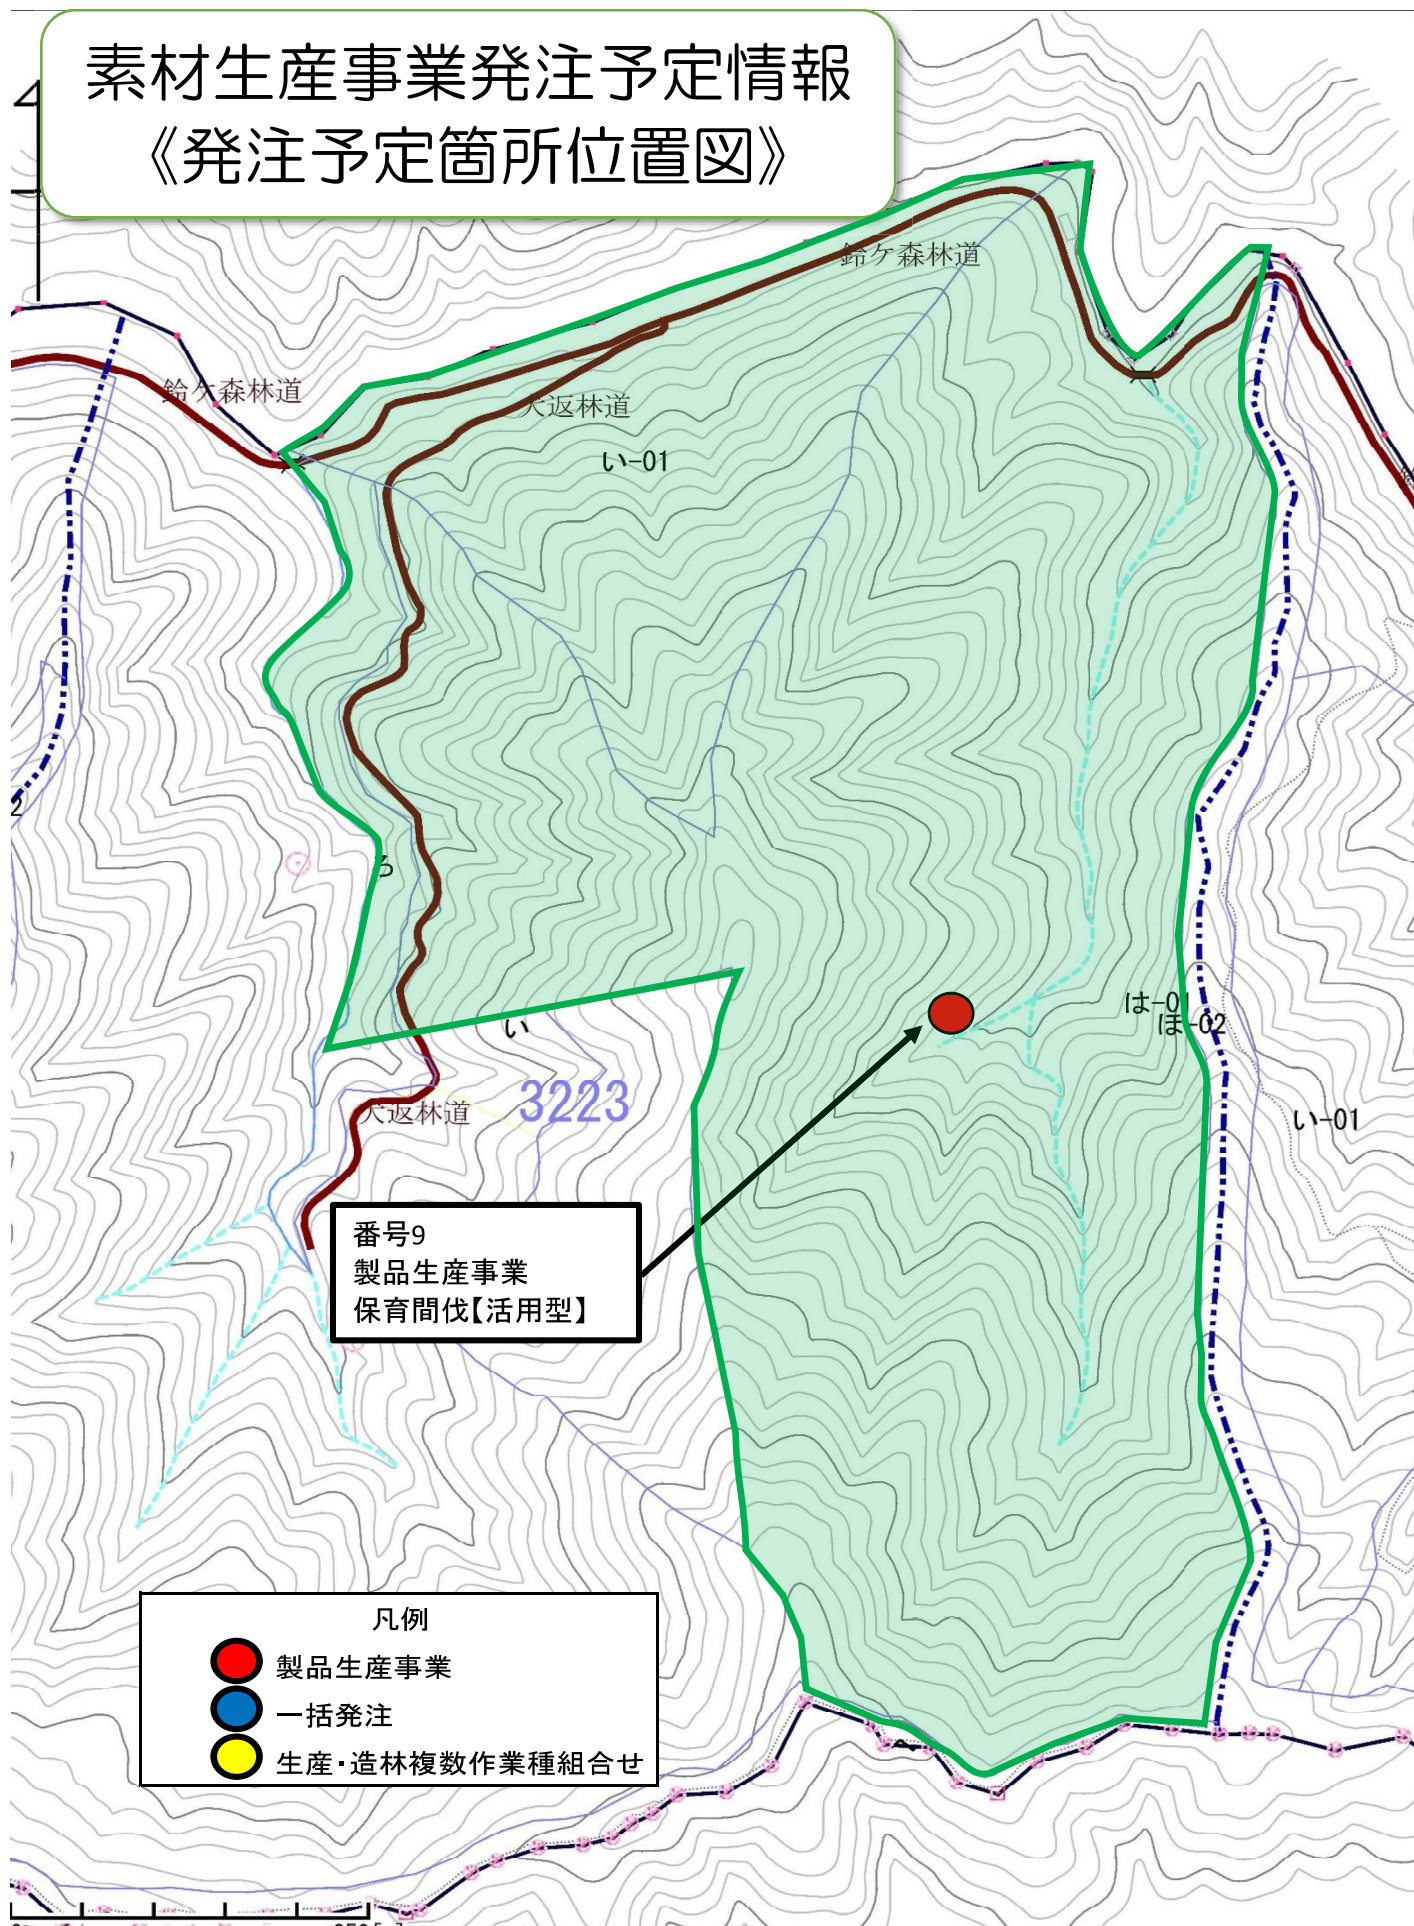 素材生産事業発注予定情報
《発注予定箇所位置図》
鈴ケ森林道
鈴ケ森林道
大返林道
い-01
2
ろ
は-01
ほ-02
い
3223
大返林道
い-01
番号9
製品生産事業
保育間伐【活用型】
凡例
製品生産事業
一括発注
生産・造林複数作業種組合せ